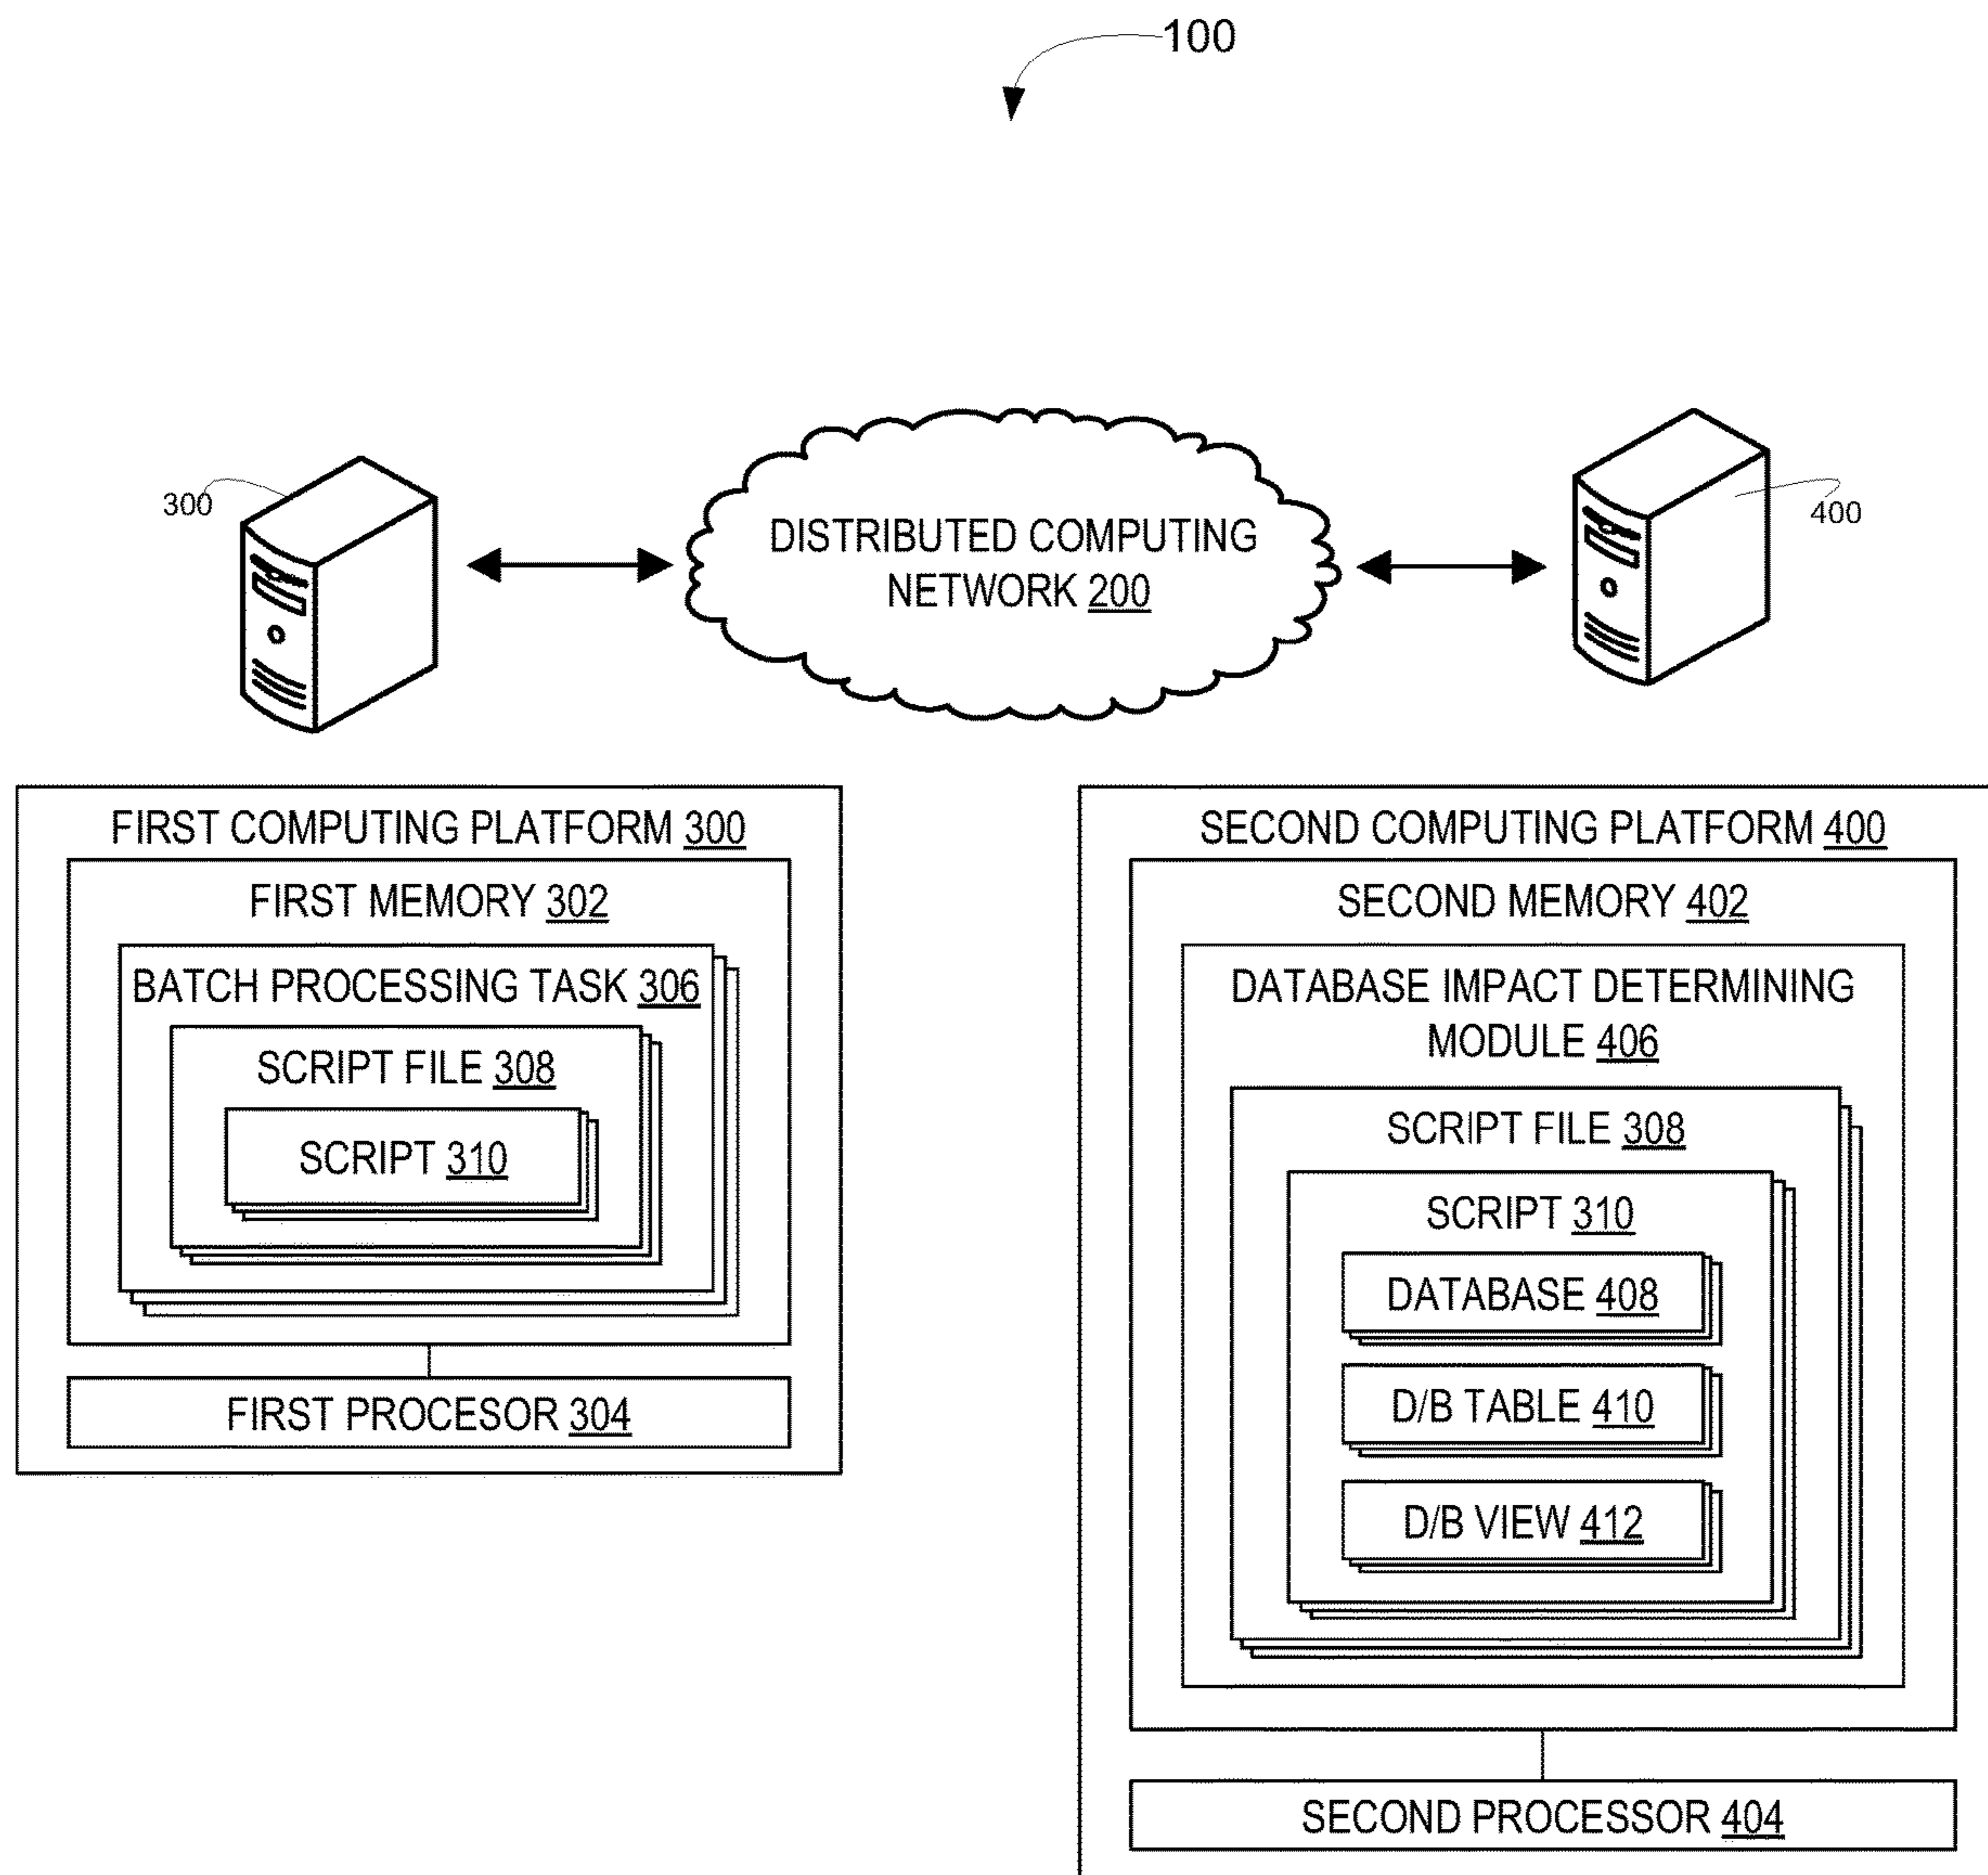 100
300
DISTRIBUTED COMPUTING
NETWORK 200
400
FIRST COMPUTING PLATFORM 300
FIRST MEMORY 302
BATCH PROCESSING TASK 306
SCRIPT FILE 308
SCRIPT 310
FIRST PROCESOR 304
SECOND COMPUTING PLATFORM 400
SECOND MEMORY 402
DATABASE IMPACT DETERMINING
MODULE 406
SCRIPT FILE 308
SCRIPT 310
DATABASE 408
D/B TABLE 410
D/B VIEW 412
SECOND PROCESSOR 404